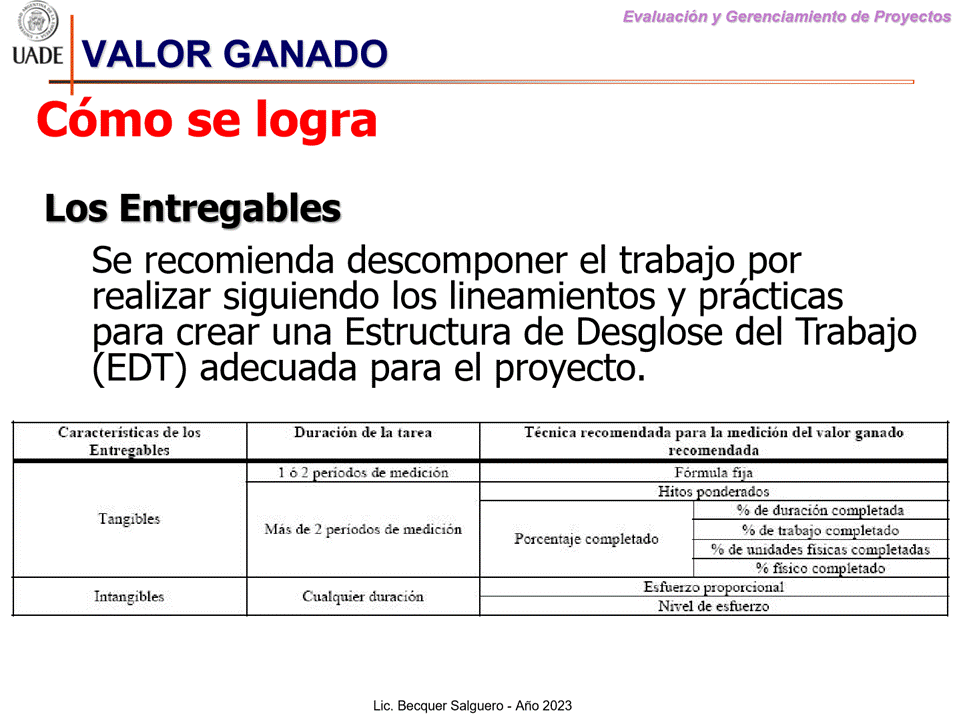 Evaluación y Gerenciamiento de Proyectos
UADE
VALOR GANADO
Cómo se logra
Los Entregables
Se recomienda descomponer el trabajo por
realizar siguiendo los lineamientos y prácticas
para crear una Estructura de Desglose del Trabajo
(EDT) adecuada para el proyecto.
Características de los
Entregables
Duración de la tarea
Técnica recomendada para la medición del valor ganado
recomendada
Tangibles
1 ó 2 períodos de medición
Fórmula fija
Más de 2 períodos de medición
Hitos ponderados
Porcentaje completado
% de duración completada
% de trabajo completado
% de unidades físicas completadas
% físico completado
Intangibles
Cualquier duración
Esfuerzo proporcional
Nivel de esfuerzo
Lic. Becquer Salguero - Año 2023